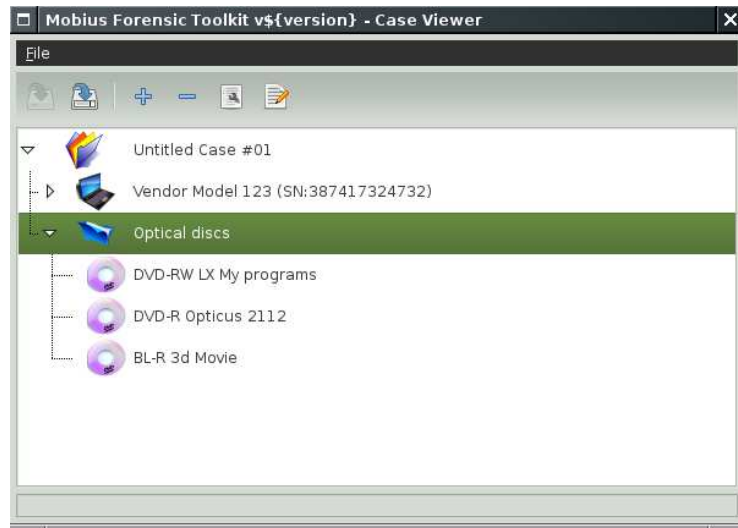 Mobius Forensic Toolkit v${version} - Case Viewer
File
Untitled Case #01
Vendor Model 123 (SN:387417324732)
Optical discs
DVD-RW LX My programs
DVD-R Opticus 2112
BL-R 3d Movie